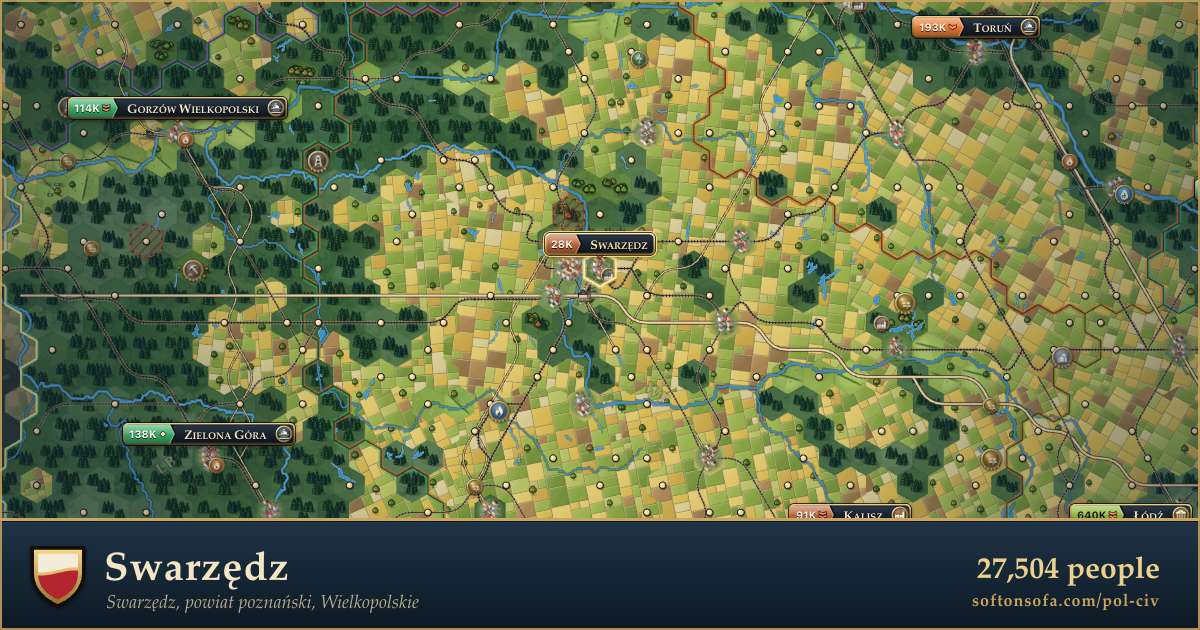 193K TORUŃ
114K GORZÓW WIELKOPOLSKI
28K SWARZĘDZ
138K ZIELONA GÓRA
91K KALISZ
640K ŁÓDŹ
Swarzędz
27,504 people
Swarzędz, powiat poznański, Wielkopolskie
softonsofa.com/pol-civ